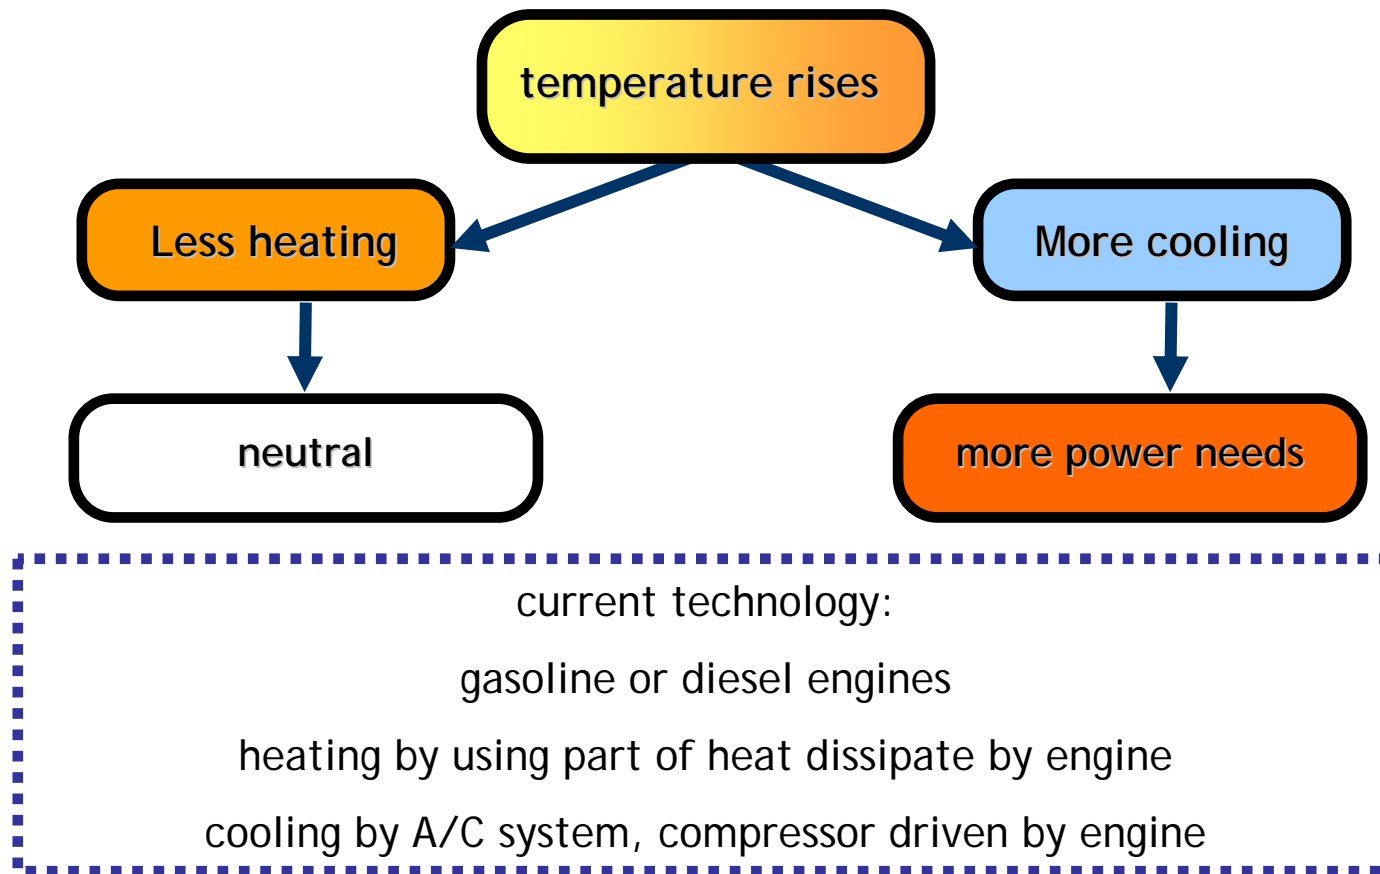 temperature rises
Less heating
More cooling
neutral
more power needs
current technology:
gasoline or diesel engines
heating by using part of heat dissipate by engine
cooling by A/C system, compressor driven by engine